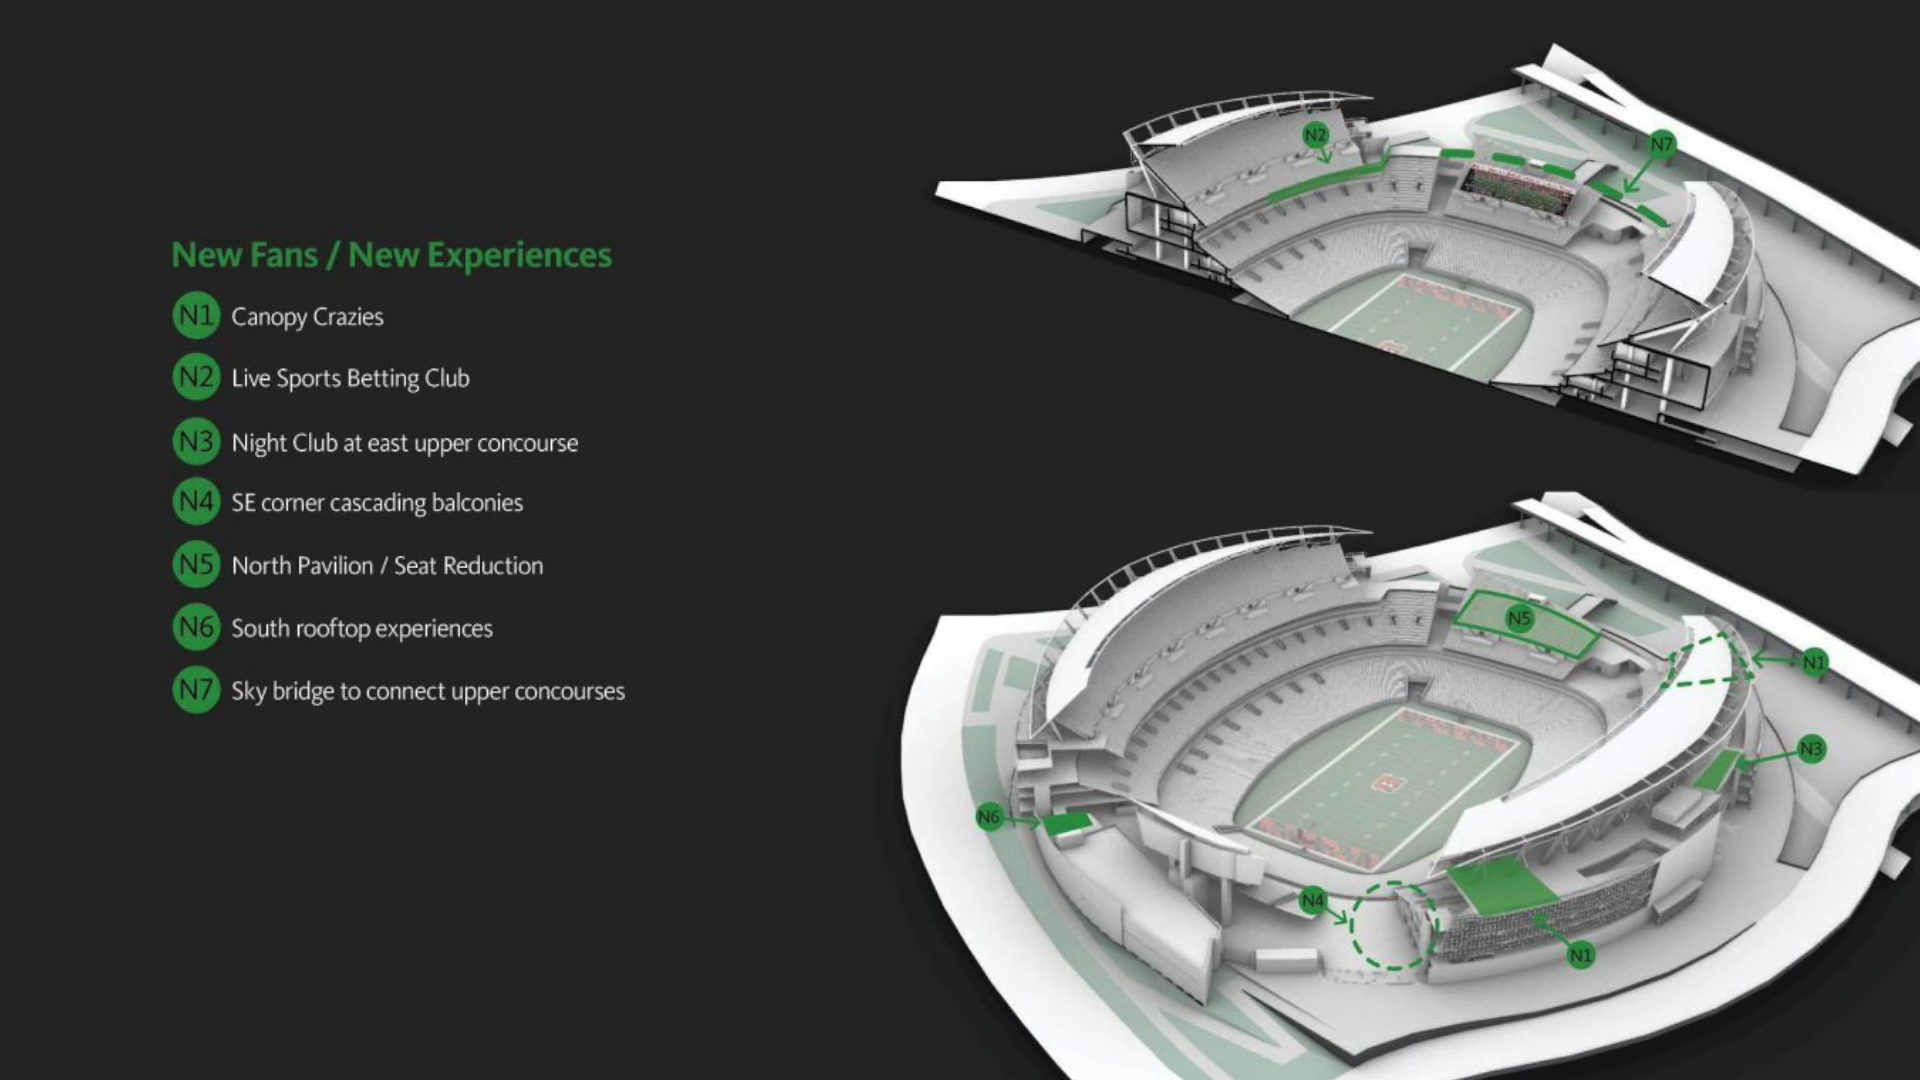 New Fans / New Experiences
N1 Canopy Crazies
N2 Live Sports Betting Club
N3 Night Club at east upper concourse
N4 SE corner cascading balconies
N5 North Pavilion / Seat Reduction
N6 South rooftop experiences
N7 Sky bridge to connect upper concourses
N2
N7
N5
N1
N3
N6
N4
N1